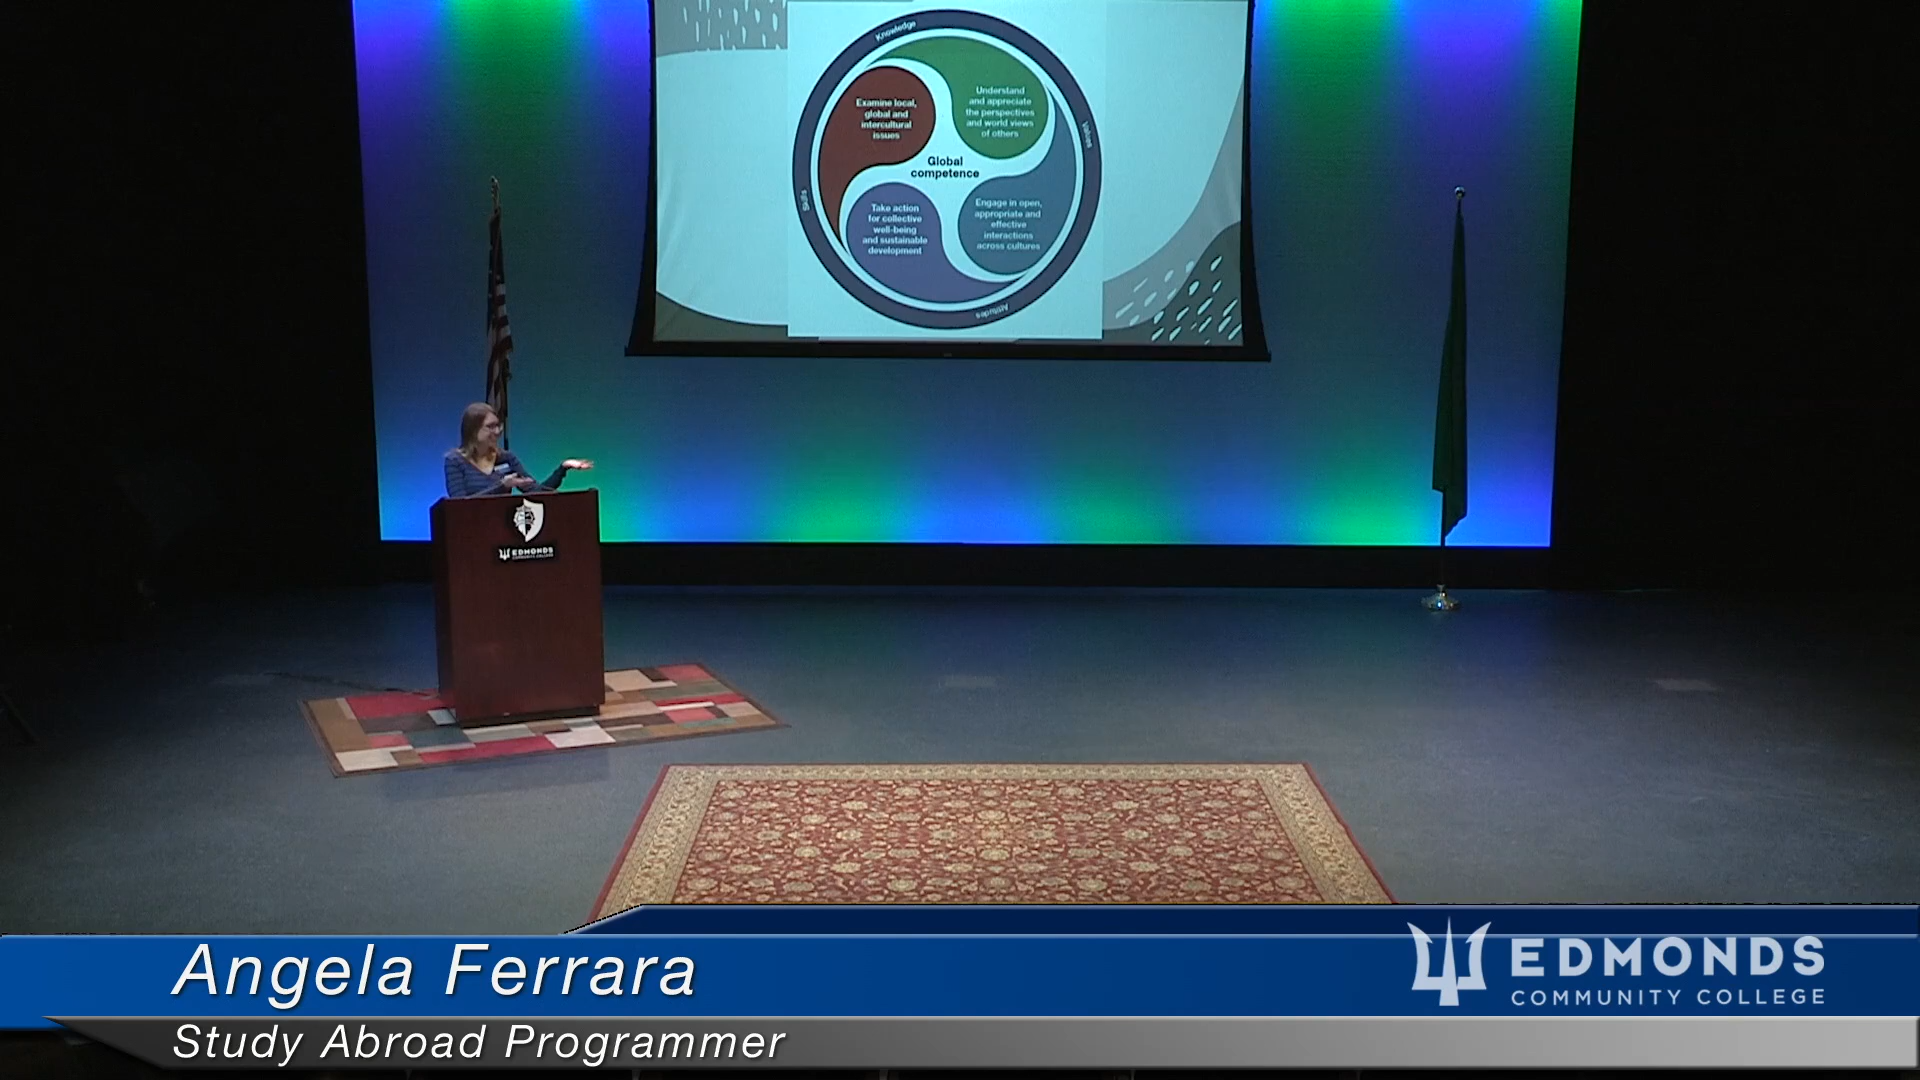 Knowledge
Examine local,
global and
intercultural
issues
Understand
and appreciate
the perspectives
and world views
of others
Values
Global
competence
Skills
Take action
for collective
well-being
and sustainable
development
Engage in open,
appropriate and
effective
interactions
across cultures
Attitudes
EDMONDS
COMMUNITY COLLEGE
Angela Ferrara
Study Abroad Programmer
EDMONDS
COMMUNITY COLLEGE